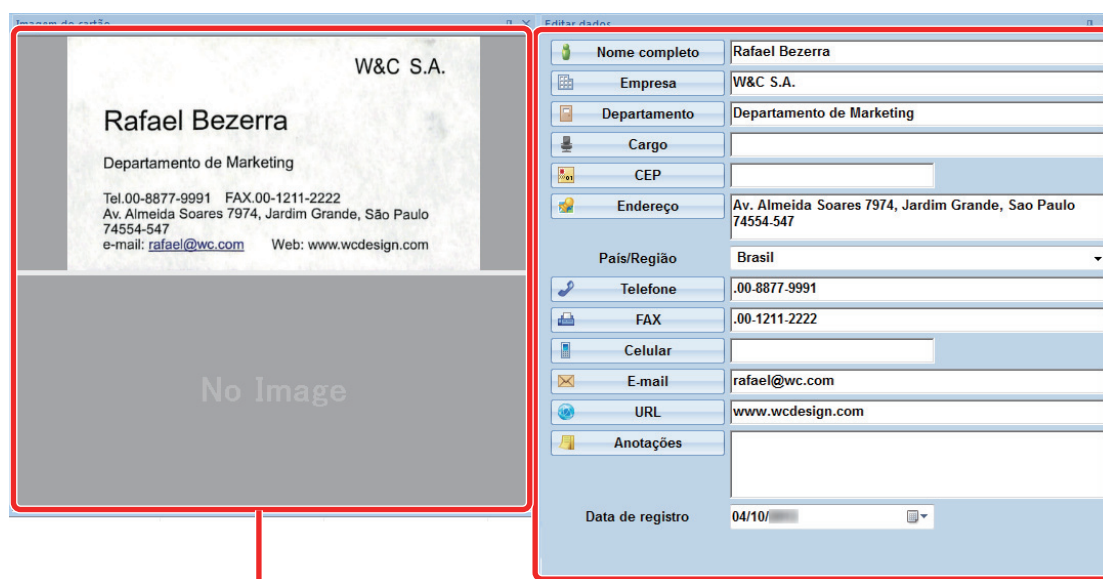 Imagem do cartão
W&C S.A.
Rafael Bezerra
Departamento de Marketing
Tel.00-8877-9991 FAX.00-1211-2222
Av. Almeida Soares 7974, Jardim Grande, São Paulo
74554-547
e-mail: rafael@wc.com Web: www.wcdesign.com
No Image
Editar dados
Nome completo Rafael Bezerra
Empresa W&C S.A.
Departamento Departamento de Marketing
Cargo
CEP
Endereço Av. Almeida Soares 7974, Jardim Grande, Sao Paulo
74554-547
País/Região Brasil
Telefone .00-8877-9991
FAX .00-1211-2222
Celular
E-mail rafael@wc.com
URL www.wcdesign.com
Anotações
Data de registro 04/10/